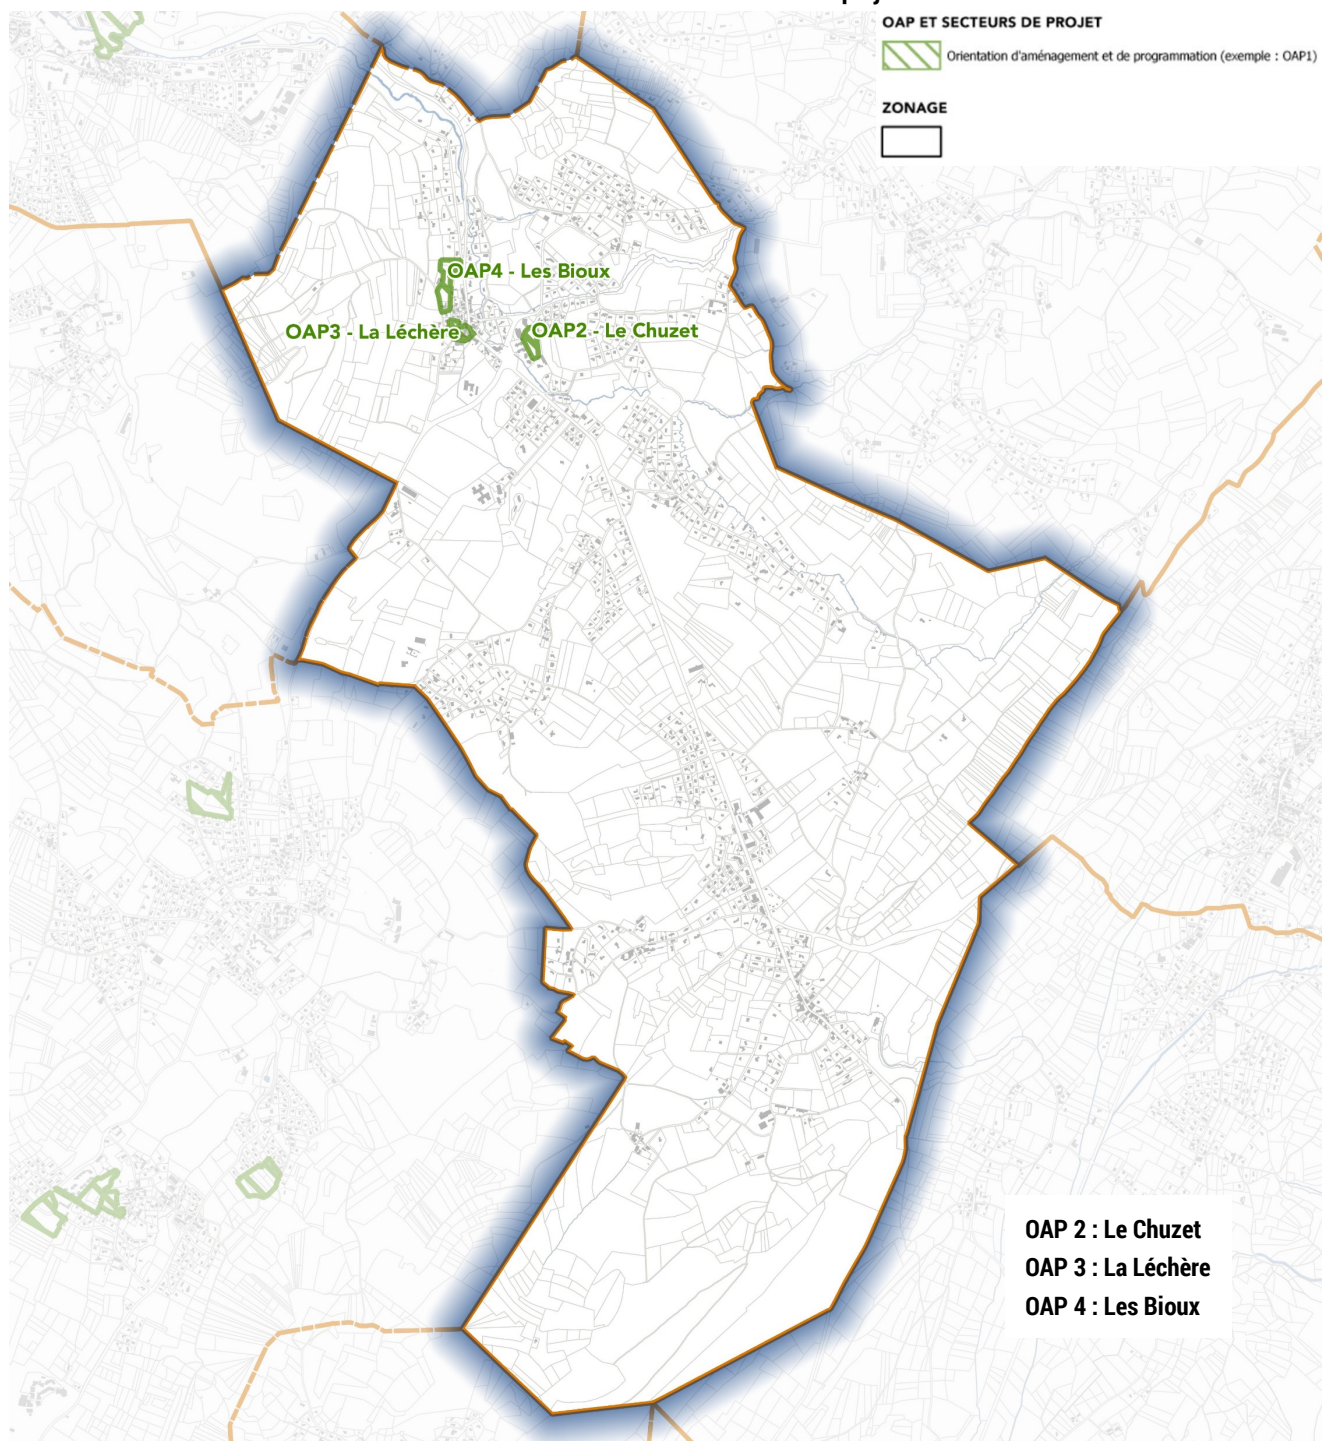 OAP ET SECTEURS DE PROJET
Orientation d'aménagement et de programmation (exemple : OAP1)
ZONAGE
OAP4 - Les Bioux
OAP3 - La Léchère
OAP2 - Le Chuzet
OAP 2 : Le Chuzet
OAP 3 : La Léchère
OAP 4 : Les Bioux